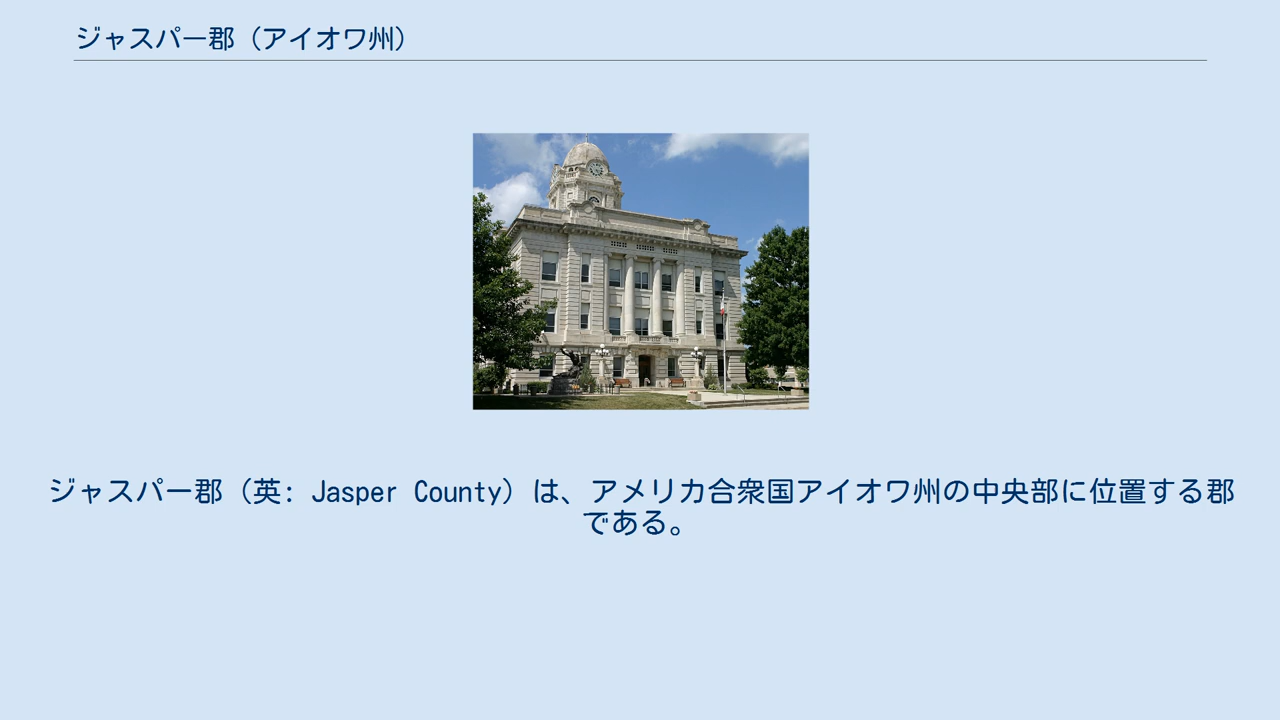 ジャスパー郡（アイオワ州）
ジャスパー郡（英: Jasper County）は、アメリカ合衆国アイオワ州の中央部に位置する郡
である。